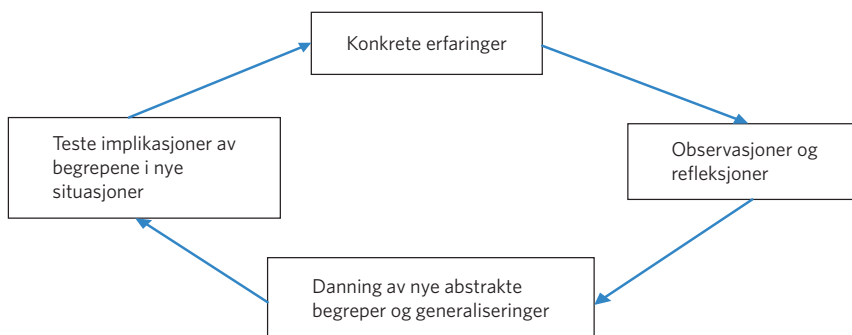 Konkrete erfaringer
Observasjoner og
refleksjoner
Danning av nye abstrakte
begreper og generaliseringer
Teste implikasjoner av
begrepene i nye
situasjoner